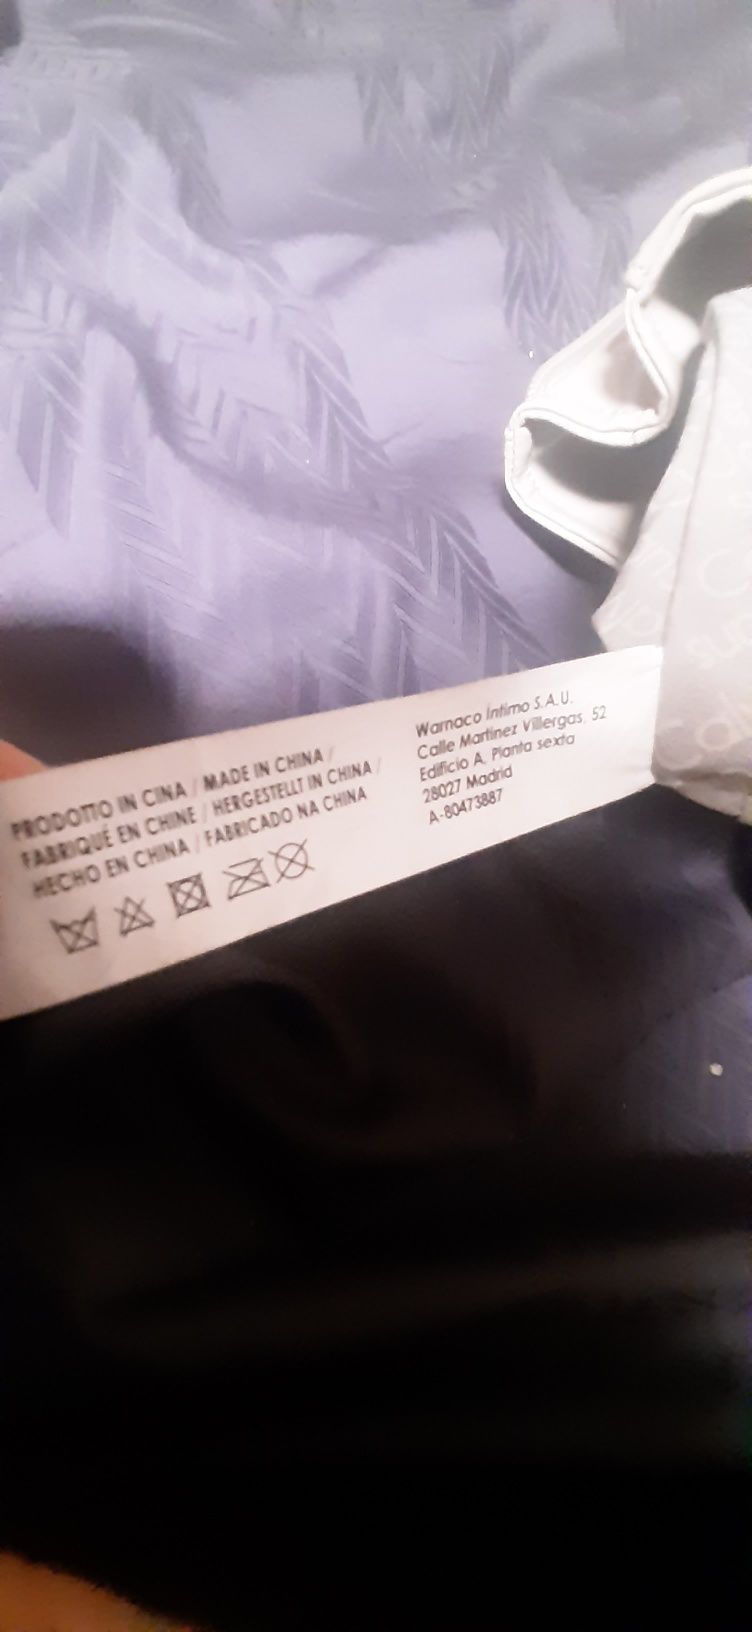 PRODOTTO IN CINA / MADE IN CHINA /
FABRIQUÉ EN CHINE / HERGESTELLT IN CHINA /
HECHO EN CHINA / FABRICADO NA CHINA
Warnaco Intimo S.A.U.
Calle Martinez Villergas, 52
Edificio A, Planta sexta
28027 Madrid
A-80473887